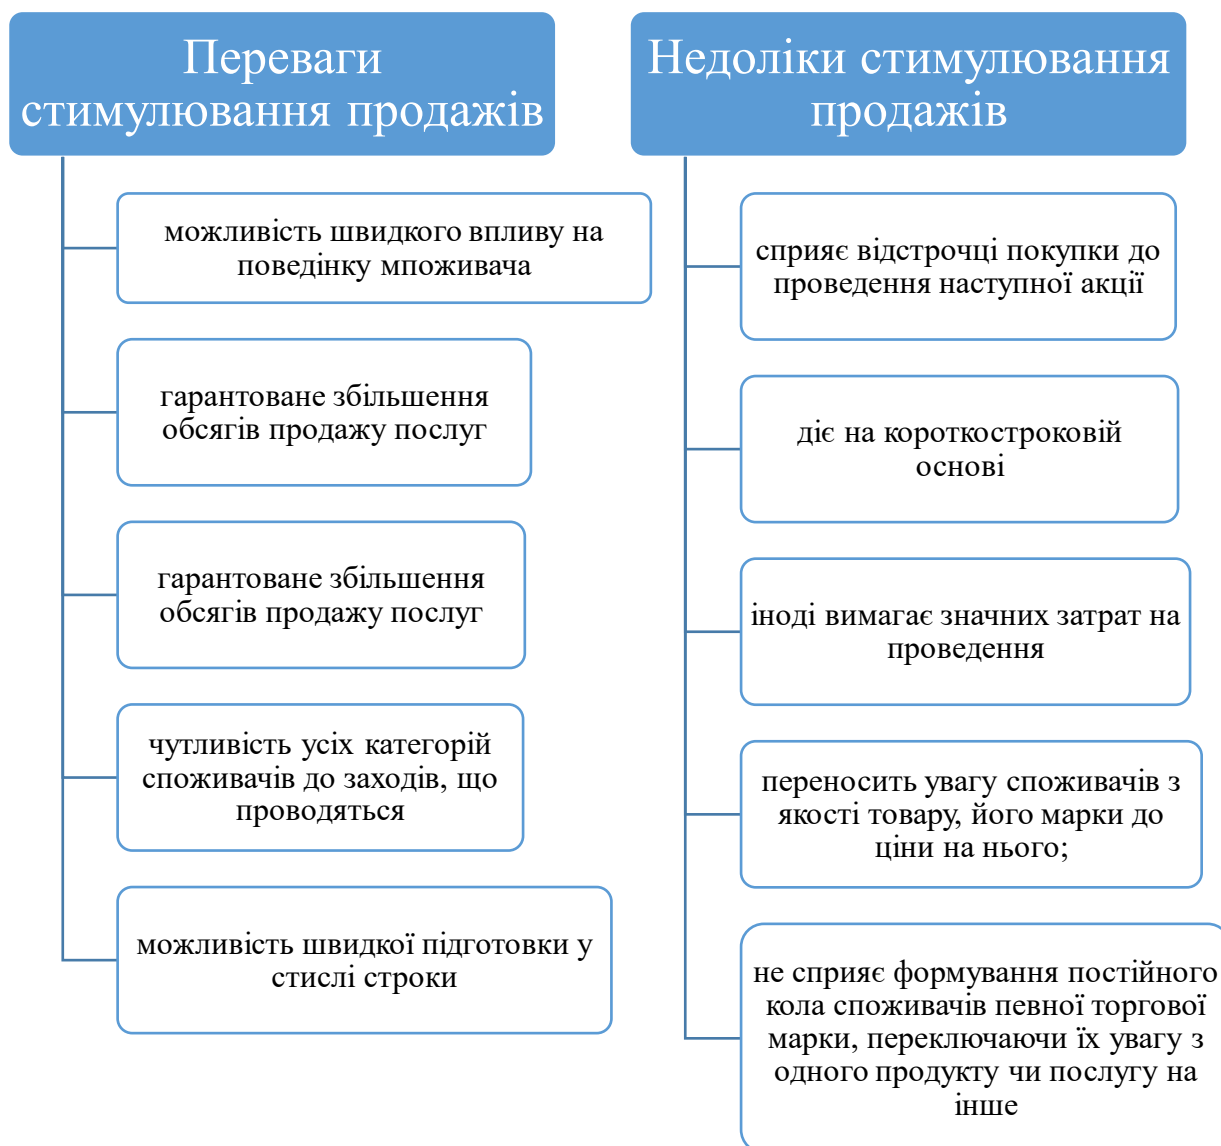 Переваги
стимулювання продажів
можливість швидкого впливу на
поведінку мпоживача
гарантоване збільшення
обсягів продажу послуг
гарантоване збільшення
обсягів продажу послуг
чутливість усіх категорій
споживачів до заходів, що
проводяться
можливість швидкої підготовки у
стислі строки
Недоліки стимулювання
продажів
сприяє відстрочці покупки до
проведення наступної акції
діє на короткостроковій
основі
іноді вимагає значних затрат на
проведення
переносить увагу споживачів з
якості товару, його марки до
ціни на нього;
не сприяє формування постійного
кола споживачів певної торгової
марки, переключаючи їх увагу з
одного продукту чи послугу на
інше